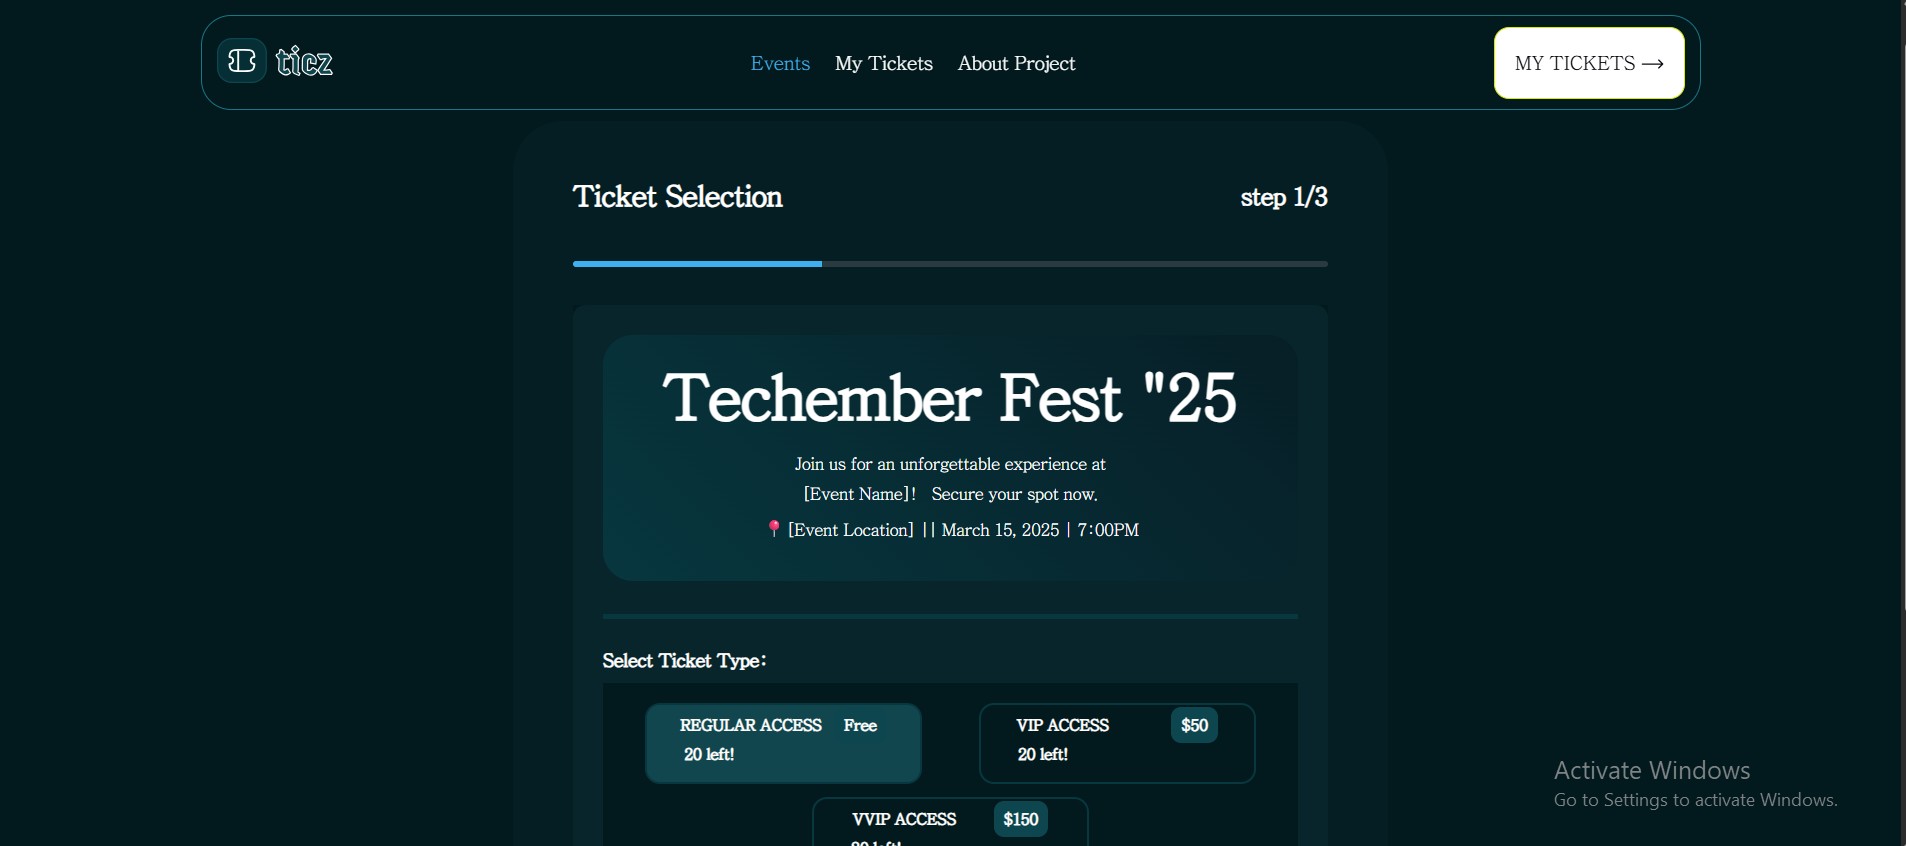 ticz
Events My Tickets About Project
MY TICKETS →
Ticket Selection
step 1/3
Techember Fest "25
Join us for an unforgettable experience at
[Event Name]! Secure your spot now.
📍 [Event Location] || March 15, 2025 | 7:00PM
Select Ticket Type:
REGULAR ACCESS Free
20 left!
VIP ACCESS $50
20 left!
VVIP ACCESS $150
20 left!
Activate Windows
Go to Settings to activate Windows.